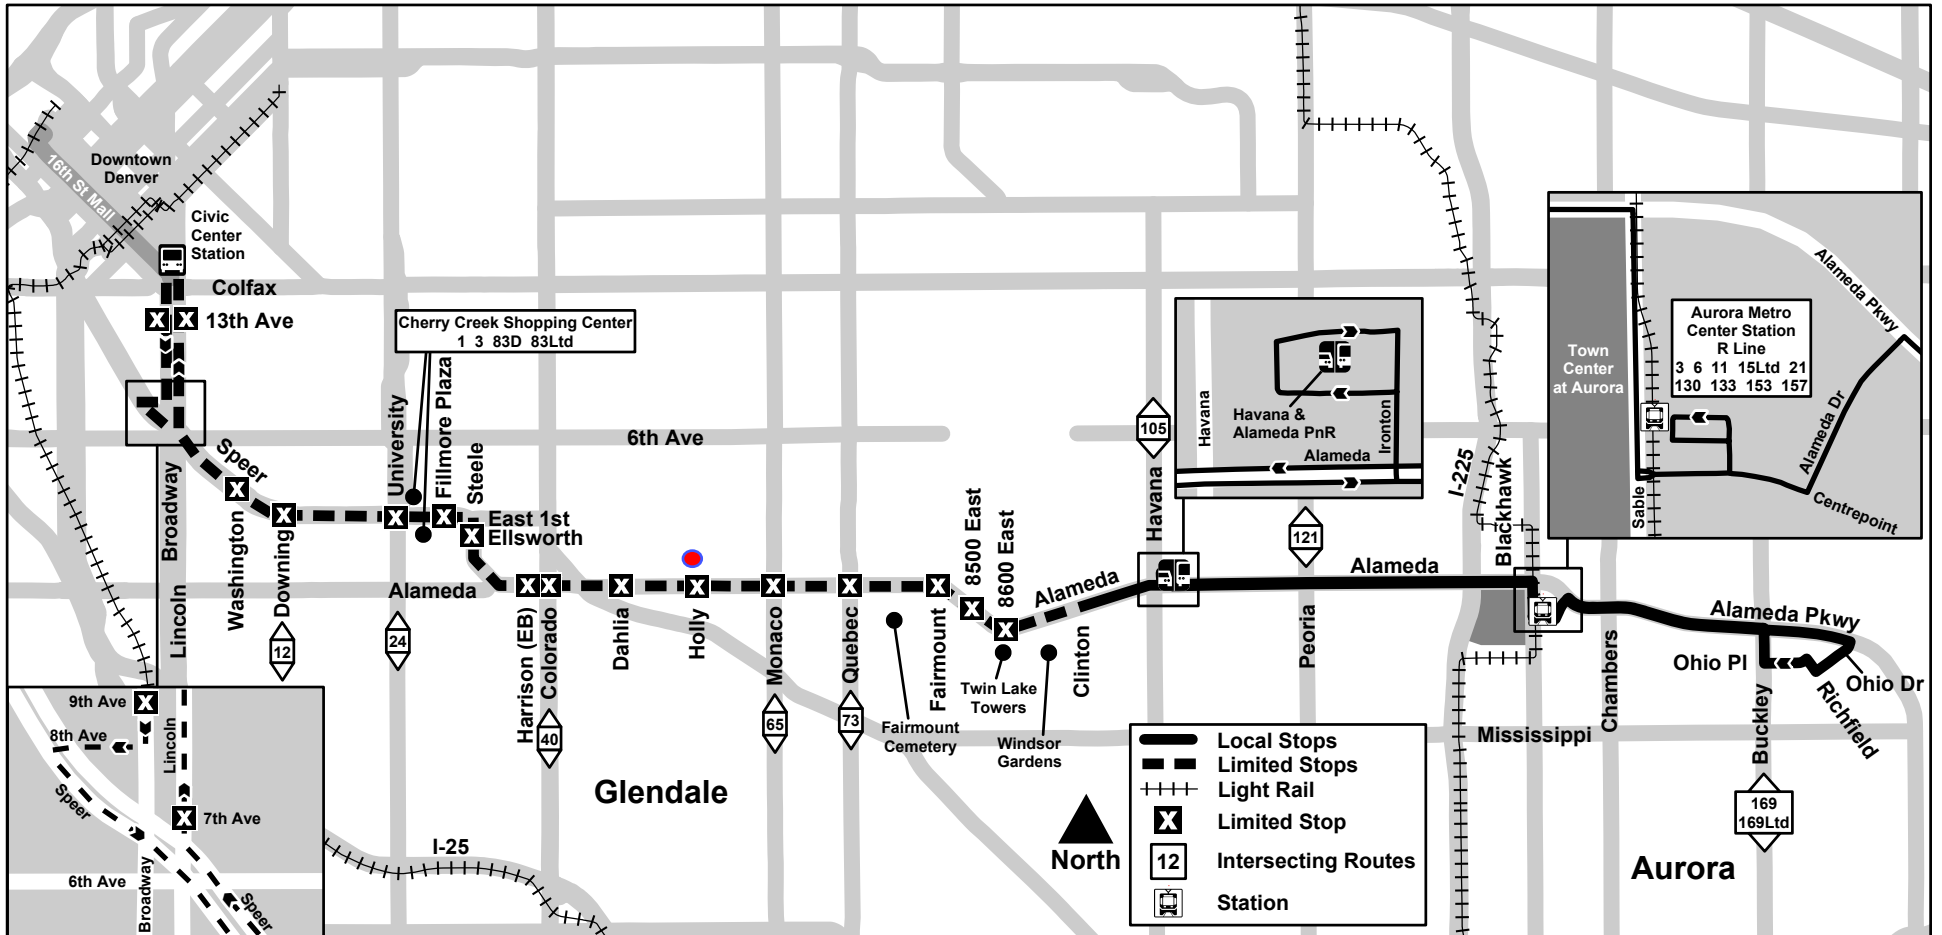 Downtown
Denver
16th St Mall
Civic
Center
Station
Colfax
13th Ave
Cherry Creek Shopping Center
1 3 83D 83Ltd
6th Ave
Speer
University
Fillmore Plaza
Steele
East 1st
Ellsworth
Broadway
Lincoln
Washington
Downing
12
Alameda
24
Harrison (EB)
Colorado
40
Dahlia
Holly
Monaco
65
Quebec
73
Fairmount
Fairmount
Cemetery
8500 East
8600 East
Twin Lake
Towers
Windsor
Gardens
Alameda
Clinton
105
Havana
Havana
Havana &
Alameda PnR
Ironton
Alameda
121
Peoria
Alameda
I-225
Blackhawk
Town
Center
at Aurora
Sable
Aurora Metro
Center Station
R Line
3 6 11 15Ltd 21
130 133 153 157
Alameda Pkwy
Alameda Dr
Centrepoint
Chambers
Alameda Pkwy
Ohio Pl
Ohio Dr
Richfield
Buckley
169
169Ltd
Mississippi
9th Ave
8th Ave
Lincoln
Speer
7th Ave
6th Ave
Broadway
Speer
I-25
Glendale
North
Local Stops
Limited Stops
Light Rail
X Limited Stop
12 Intersecting Routes
Station
Aurora